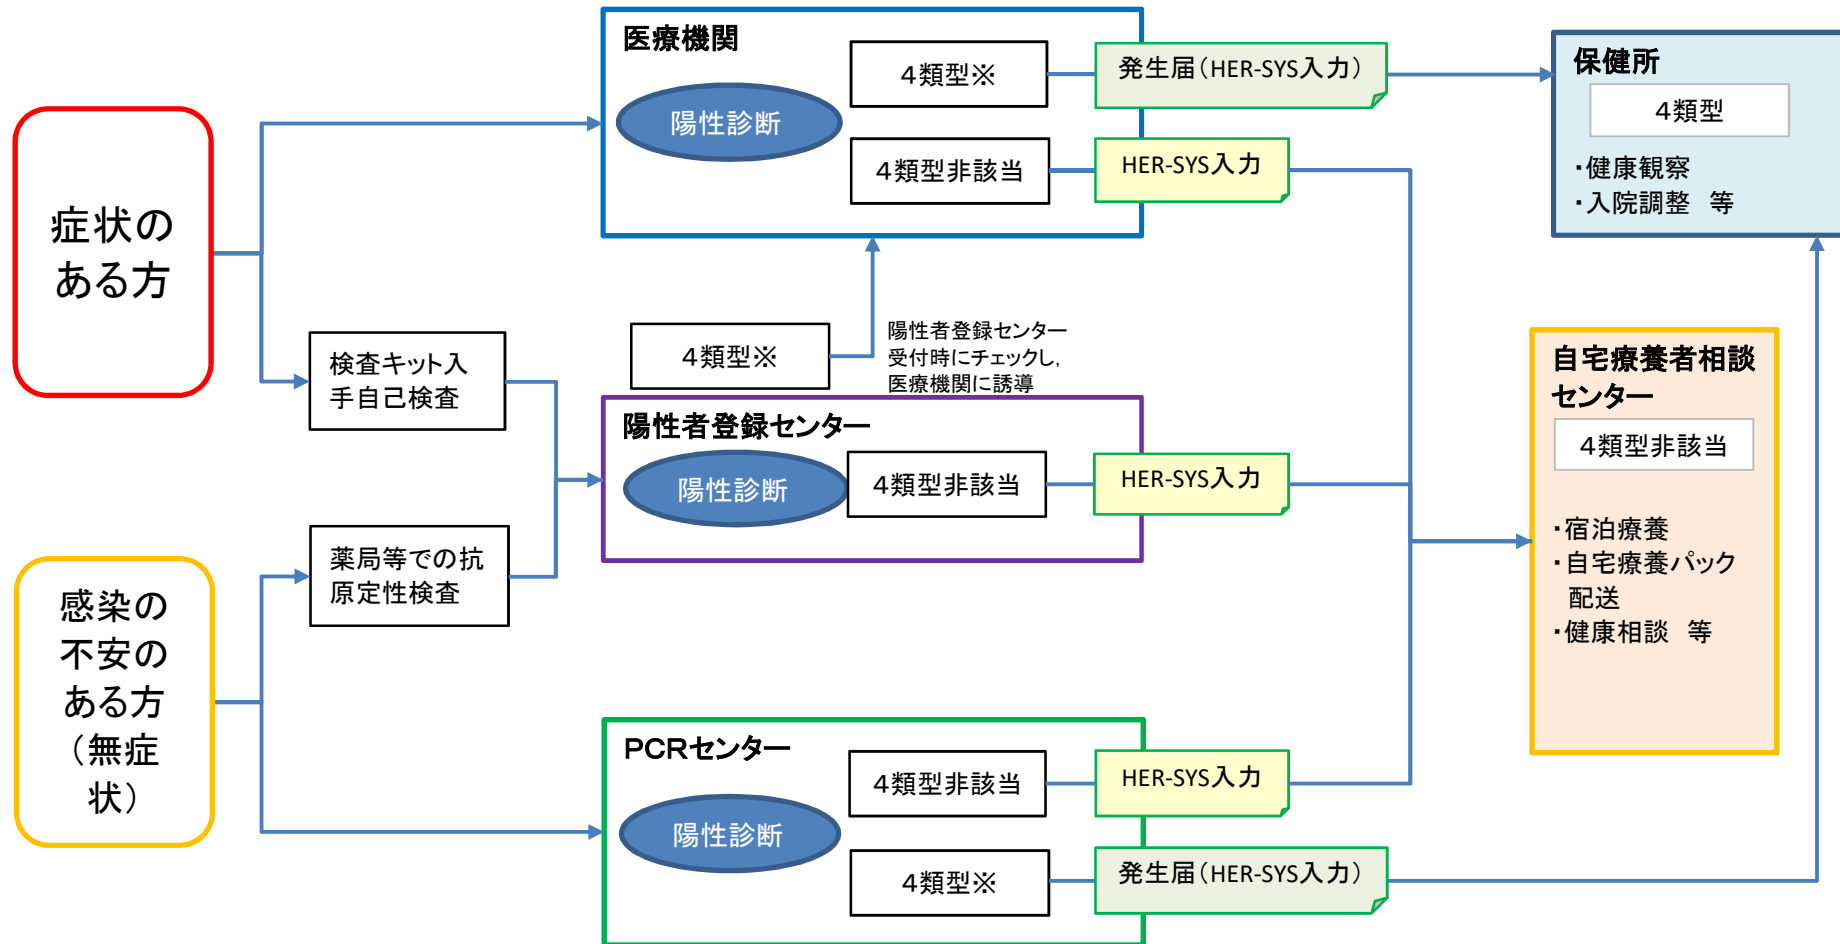 症状の
ある方
感染の
不安の
ある方
（無症
状）
検査キット入
手自己検査
薬局等での抗
原定性検査
医療機関
陽性診断
４類型※
発生届（HER-SYS入力）
４類型非該当
HER-SYS入力
４類型※
陽性者登録センター
受付時にチェックし，
医療機関に誘導
陽性者登録センター
陽性診断
４類型非該当
HER-SYS入力
ＰＣＲセンター
陽性診断
４類型非該当
HER-SYS入力
４類型※
発生届（HER-SYS入力）
保健所
４類型
・健康観察
・入院調整　等
自宅療養者相談
センター
４類型非該当
・宿泊療養
・自宅療養パック
配送
・健康相談　等